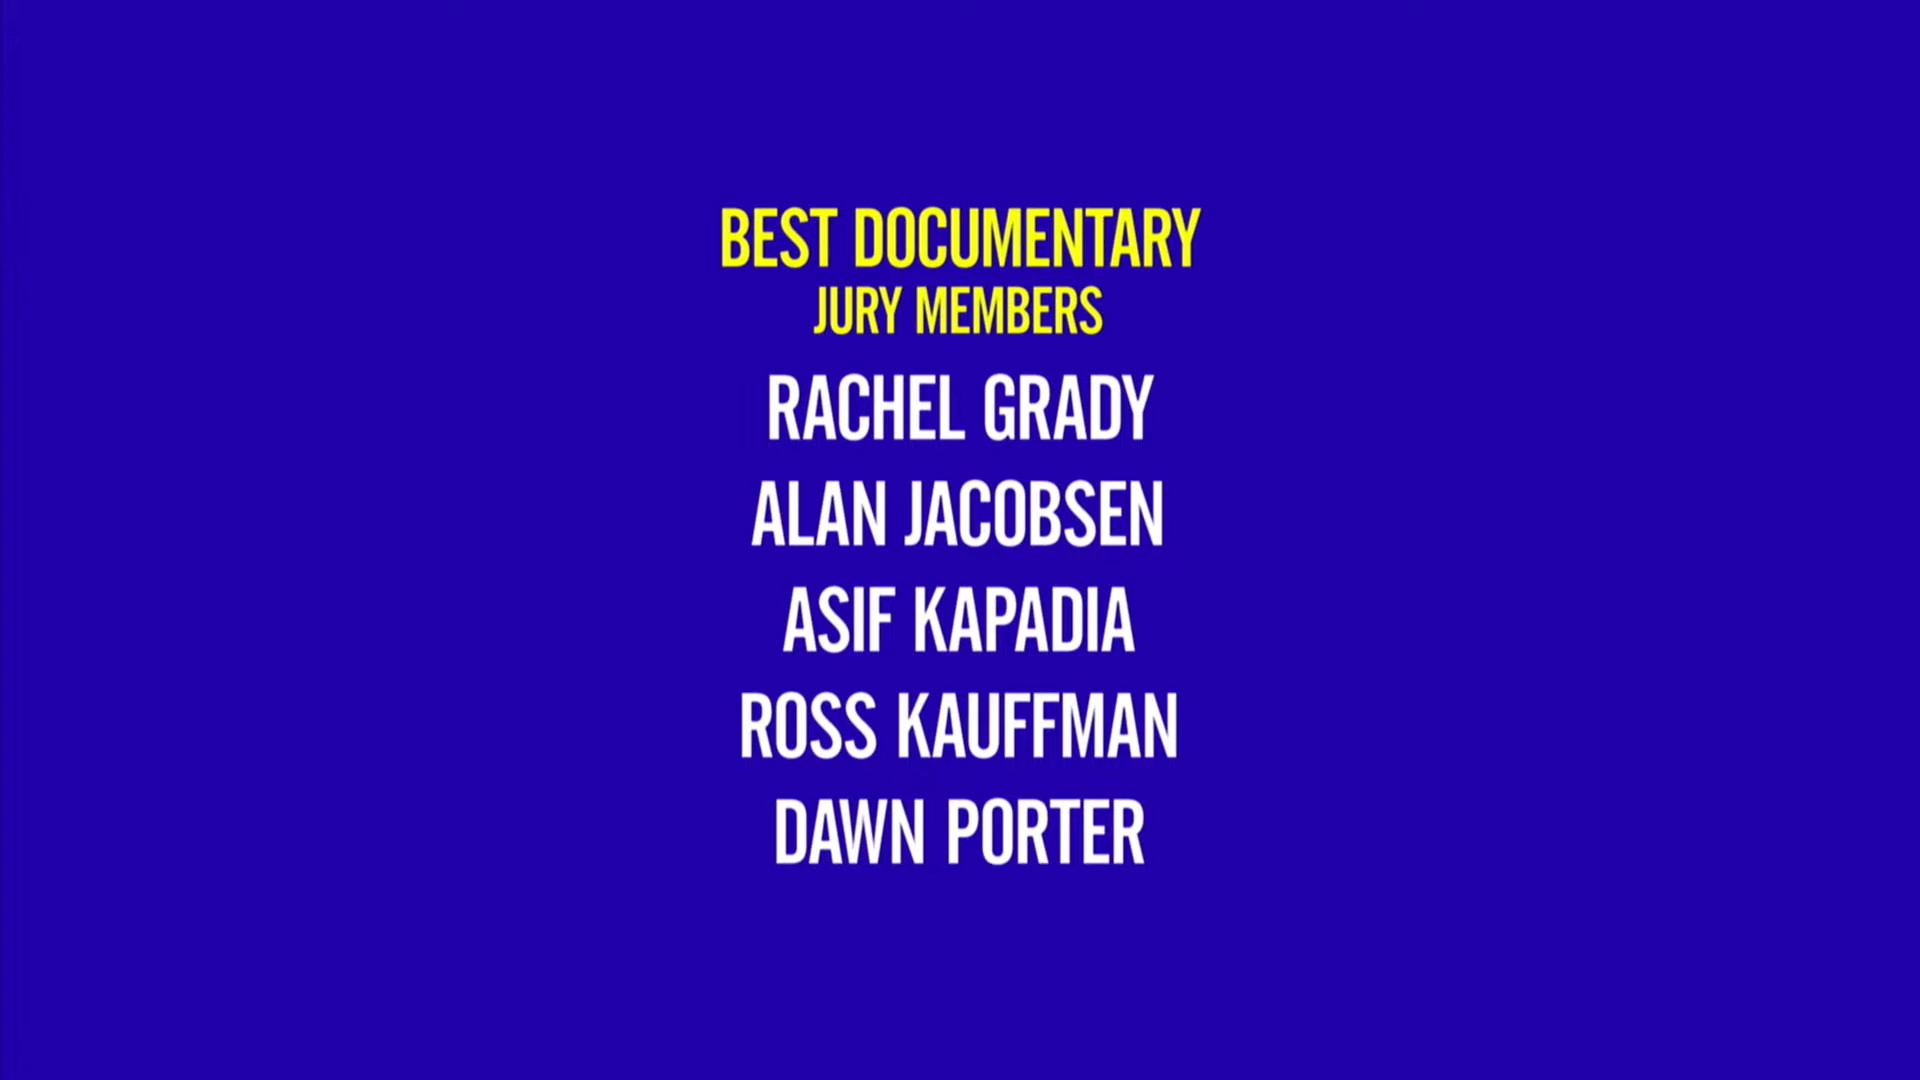 BEST DOCUMENTARY
JURY MEMBERS
RACHEL GRADY
ALAN JACOBSEN
ASIF KAPADIA
ROSS KAUFFMAN
DAWN PORTER